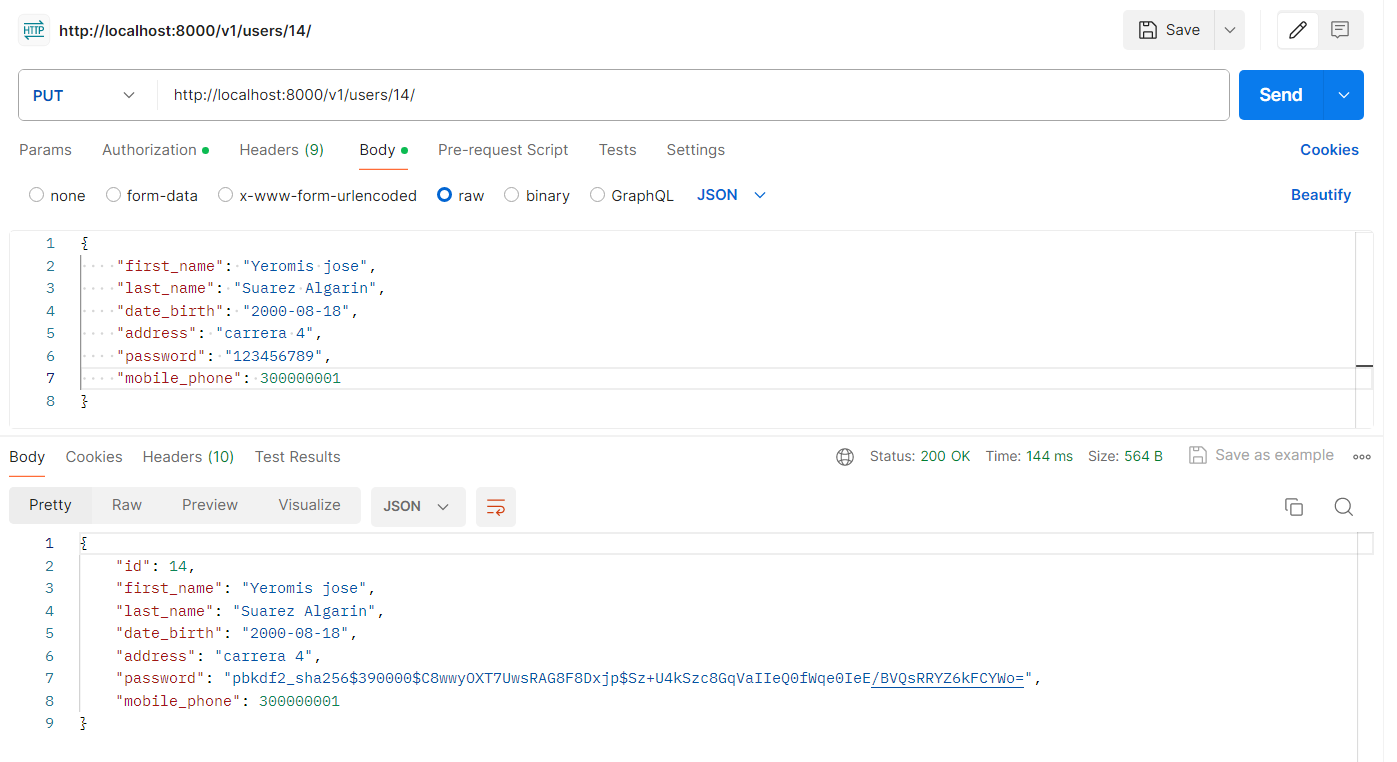 HTTP http://localhost:8000/v1/users/14/ Save
PUT http://localhost:8000/v1/users/14/ Send
Params Authorization Headers (9) Body Pre-request Script Tests Settings Cookies
none form-data x-www-form-urlencoded raw binary GraphQL JSON Beautify
1 {
2 "first_name": "Yeromis jose",
3 "last_name": "Suarez Algarin",
4 "date_birth": "2000-08-18",
5 "address": "carrera 4",
6 "password": "123456789",
7 "mobile_phone": 300000001
8 }
Body Cookies Headers (10) Test Results Status: 200 OK Time: 144 ms Size: 564 B Save as example
Pretty Raw Preview Visualize JSON
1 {
2 "id": 14,
3 "first_name": "Yeromis jose",
4 "last_name": "Suarez Algarin",
5 "date_birth": "2000-08-18",
6 "address": "carrera 4",
7 "password": "pbkdf2_sha256$390000$C8wwyOXT7UwsRAG8F8Dxjp$Sz+U4kSzc8GqVaIIeQ0fWqe0IeE/BVQsRRYZ6kFCYWo=",
8 "mobile_phone": 300000001
9 }